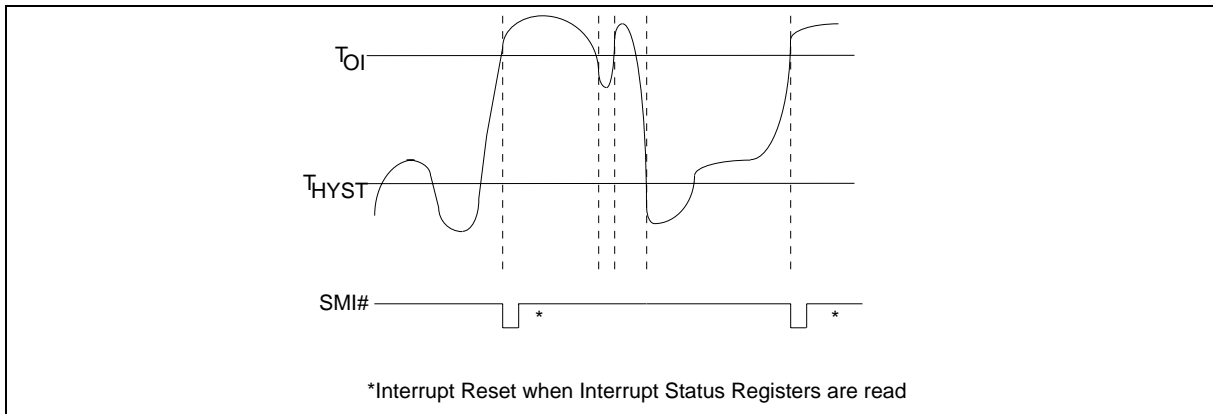 TOI
THYST
SMI#
* *
*Interrupt Reset when Interrupt Status Registers are read